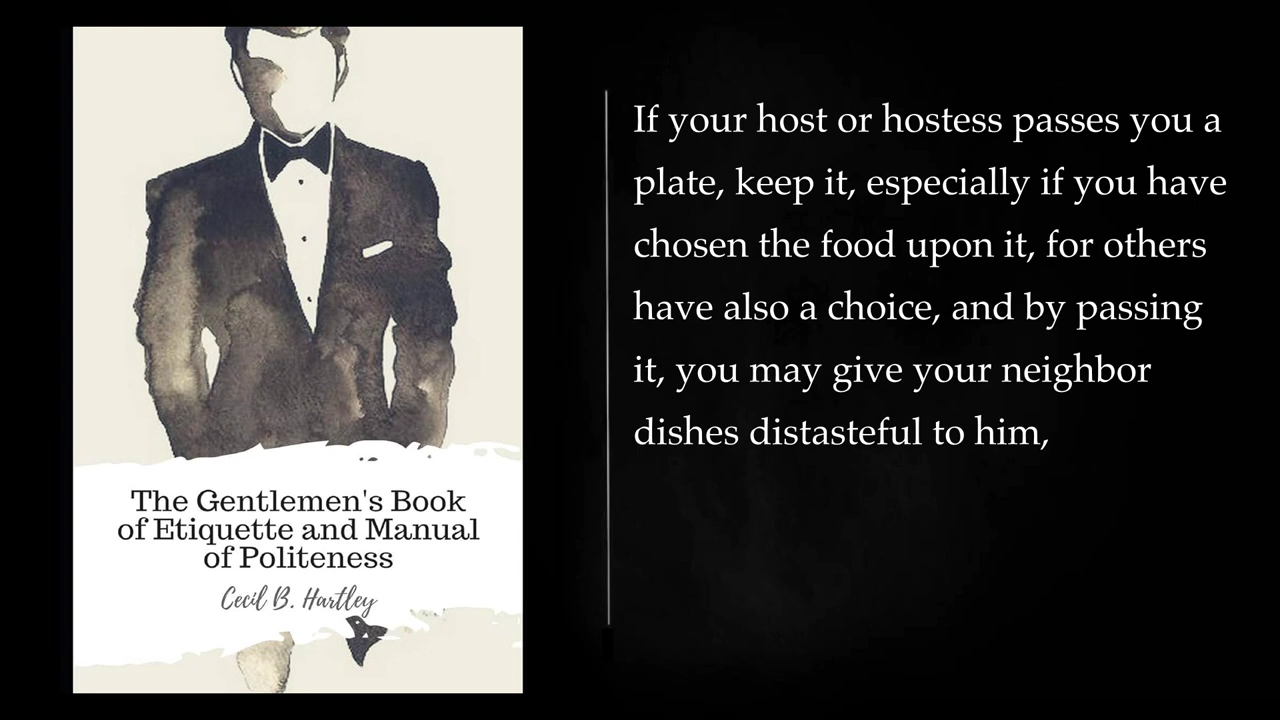 The Gentlemen's Book
of Etiquette and Manual
of Politeness
Cecil B. Hartley
If your host or hostess passes you a
plate, keep it, especially if you have
chosen the food upon it, for others
have also a choice, and by passing
it, you may give your neighbor
dishes distasteful to him,